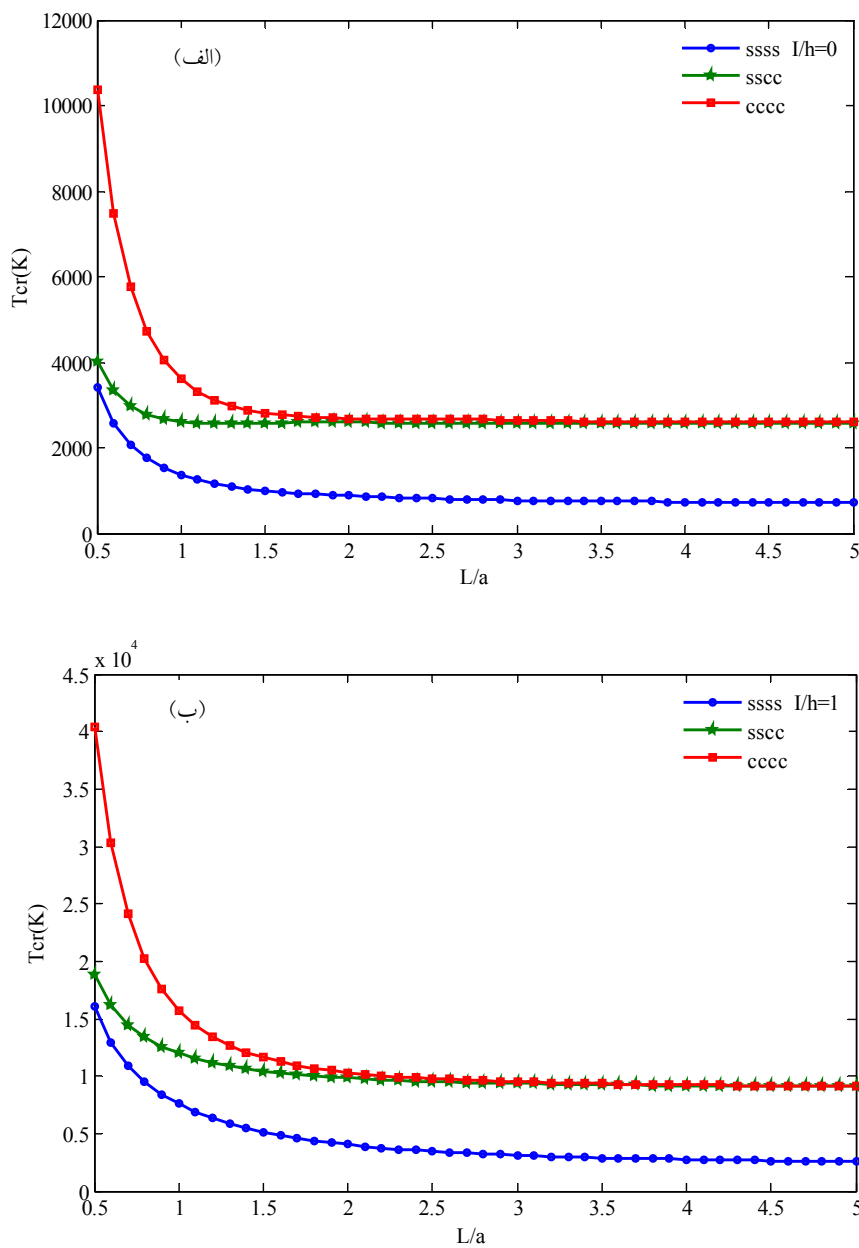 12000
10000
8000
6000
4000
2000
0
Tcr(K)
(الف)
ssss I/h=0
sscc
cccc
0.5 1 1.5 2 2.5 3 3.5 4 4.5 5
L/a
x 10^4
4.5
4
3.5
3
2.5
2
1.5
1
0.5
0
Tcr(K)
(ب)
ssss I/h=1
sscc
cccc
0.5 1 1.5 2 2.5 3 3.5 4 4.5 5
L/a